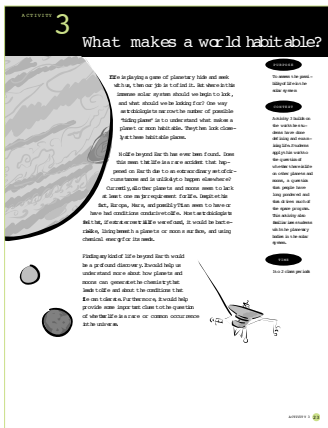 ACTIVITY
3
What makes a world habitable?
If life is playing a game of planetary hide and seek
with us, then our job is to find it. But where in this
immense solar system should we begin to look,
and what should we be looking for? One way
astrobiologists narrow the number of possible
"hiding places" is to understand what makes a
planet or moon habitable. They then look close-
ly at these habitable planets.
No life beyond Earth has ever been found. Does
this mean that life is a rare accident that hap-
pened on Earth due to an extraordinary set of cir-
cumstances and is unlikely to happen elsewhere?
Currently, all other planets and moons seem to lack
at least one major requirement for life. Despite this
fact, Europa, Mars, and possibly Titan seem to have or
have had conditions conducive to life. Most astrobiologists
feel that, if extraterrestrial life were found, it would be bacte-
ria-like, living beneath a planet's or moon's surface, and using
chemical energy for its needs.
Finding any kind of life beyond Earth would
be a profound discovery. It would help us
understand more about how planets and
moons can generate the chemistry that
leads to life and about the conditions that
life can tolerate. Furthermore, it would help
provide some important clues to the question
of whether life is a rare or common occurrence
in the universe.
PURPOSE
To assess the possi-
bilities of life in the
solar system.
CONTEXT
Activity 3 builds on
the work the stu-
dents have done
defining and exam-
ining life. Students
apply this work to
the question of
whether there is life
on other planets and
moons, a question
that people have
long pondered and
that drives much of
the space program.
This activity also
familiarizes students
with the planetary
bodies in the solar
system.
TIME
1 to 2 class periods
ACTIVITY 3 22